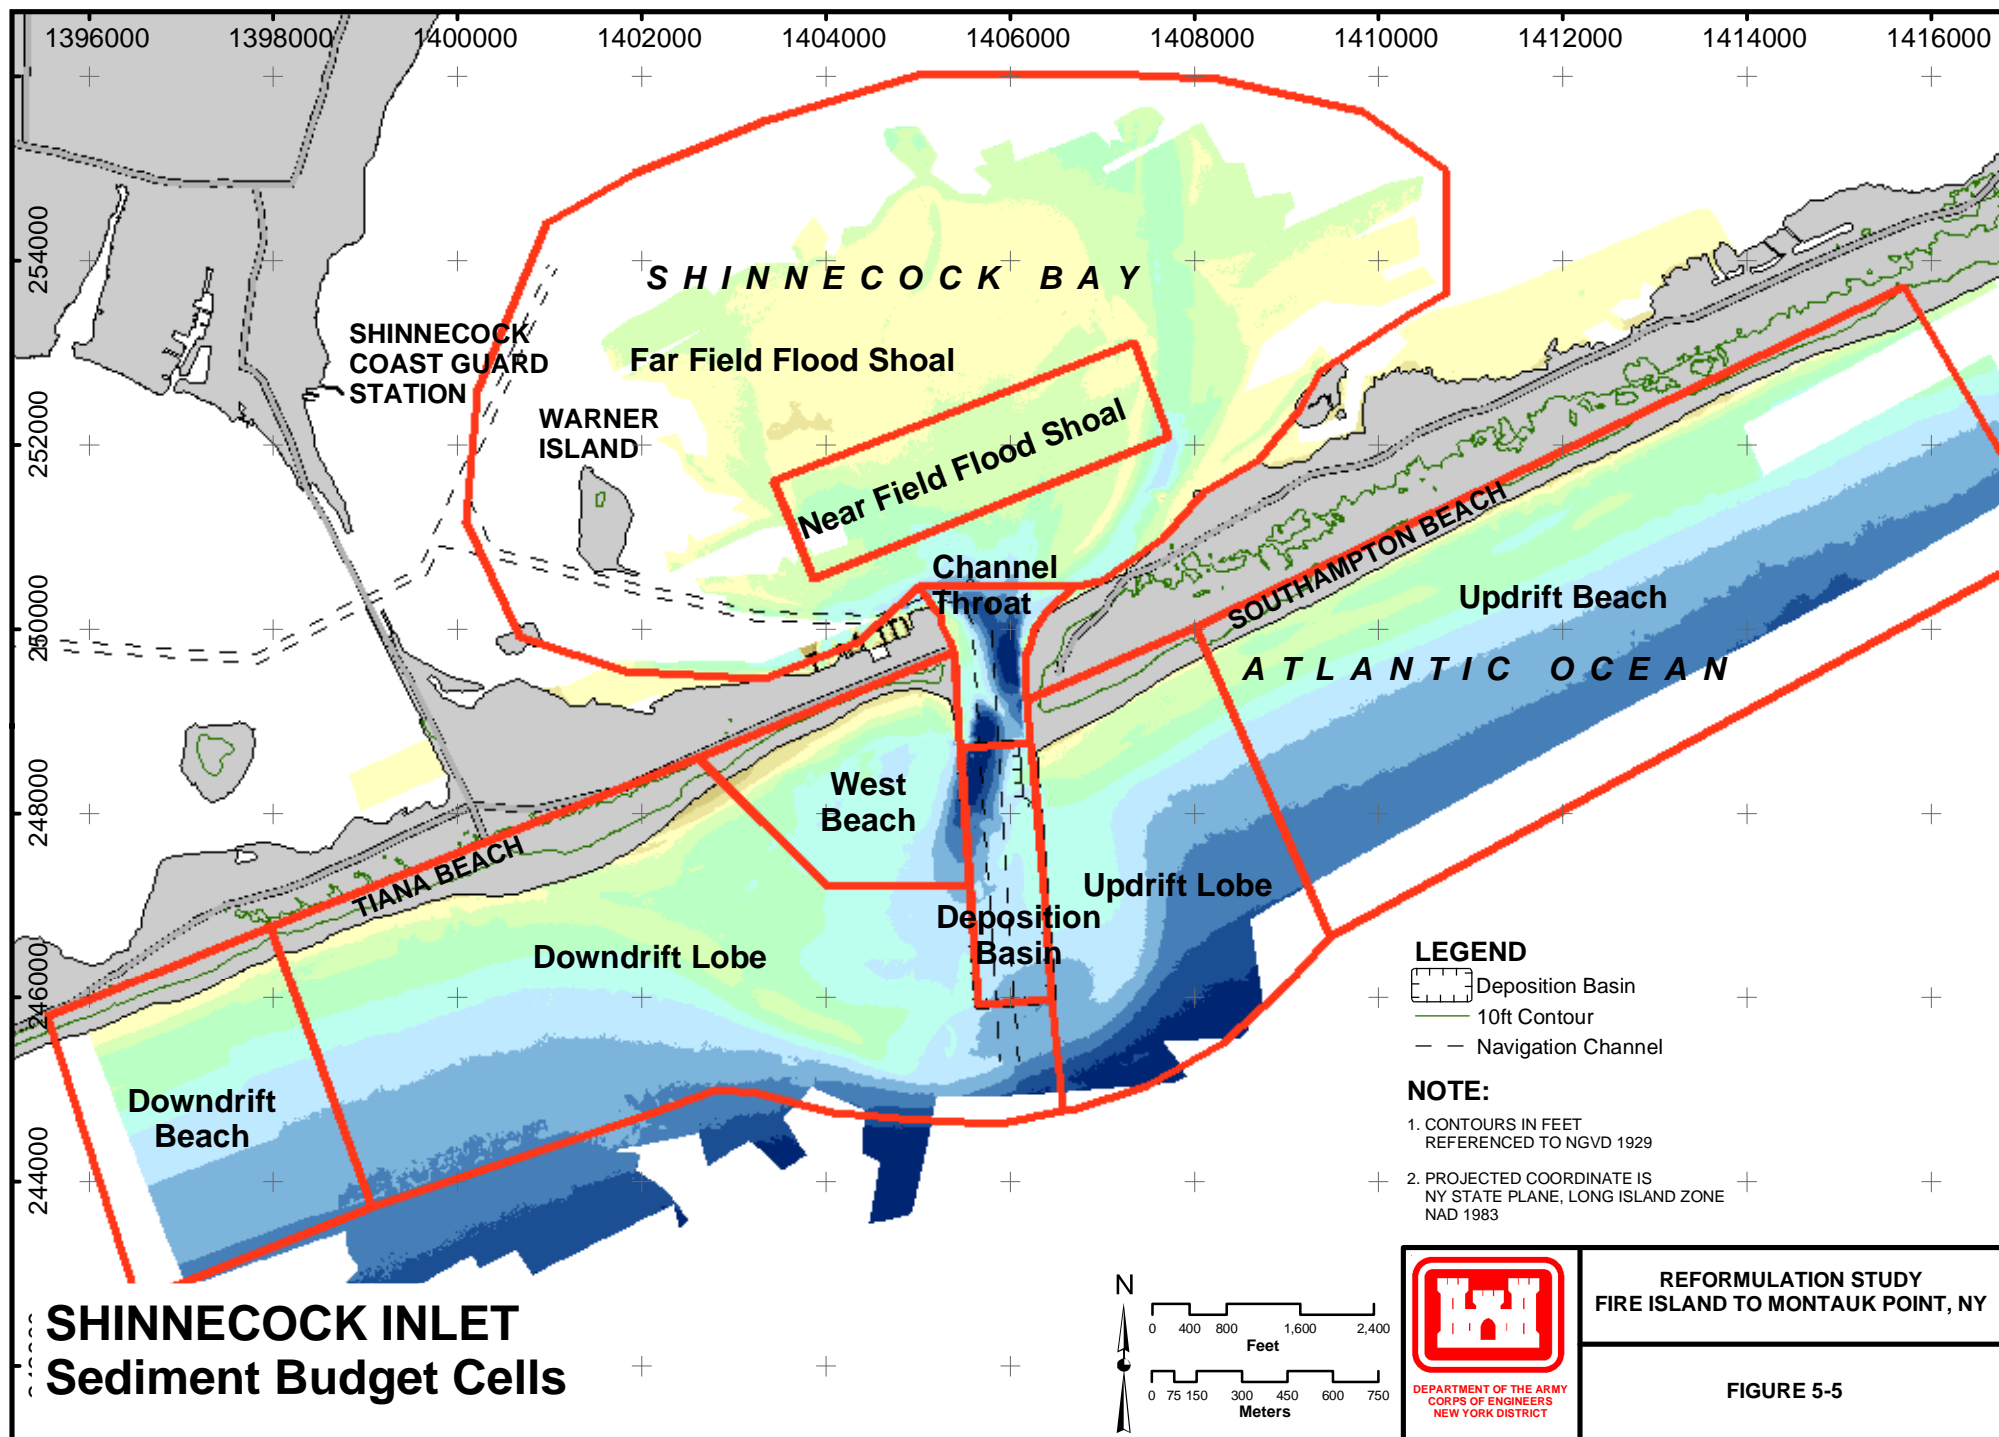 1396000 1398000 1400000 1402000 1404000 1406000 1408000 1410000 1412000 1414000 1416000
254000
252000
250000
248000
246000
244000
SHINNECOCK BAY
SHINNECOCK
COAST GUARD
STATION
Far Field Flood Shoal
WARNER
ISLAND
Near Field Flood Shoal
Channel
Throat
SOUTHAMPTON BEACH
Updrift Beach
ATLANTIC OCEAN
West
Beach
TIANA BEACH
Updrift Lobe
Deposition
Basin
Downdrift Lobe
Downdrift
Beach
LEGEND
Deposition Basin
10ft Contour
Navigation Channel
NOTE:
1. CONTOURS IN FEET
REFERENCED TO NGVD 1929
2. PROJECTED COORDINATE IS
NY STATE PLANE, LONG ISLAND ZONE
NAD 1983
SHINNECOCK INLET
Sediment Budget Cells
N
0 400 800 1,600 2,400
Feet
0 75 150 300 450 600 750
Meters
DEPARTMENT OF THE ARMY
CORPS OF ENGINEERS
NEW YORK DISTRICT
REFORMULATION STUDY
FIRE ISLAND TO MONTAUK POINT, NY
FIGURE 5-5